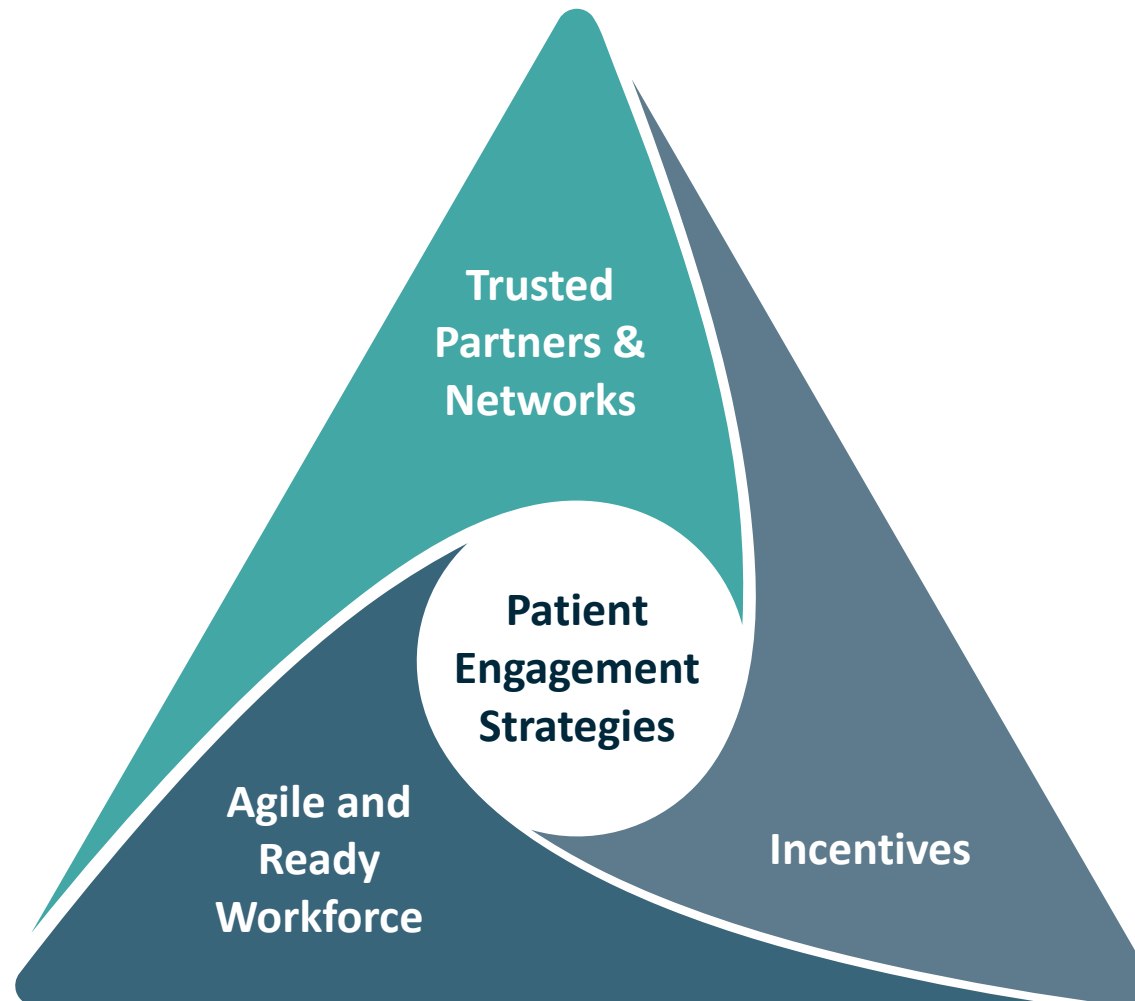 Trusted
Partners &
Networks
Patient
Engagement
Strategies
Agile and
Ready
Workforce
Incentives